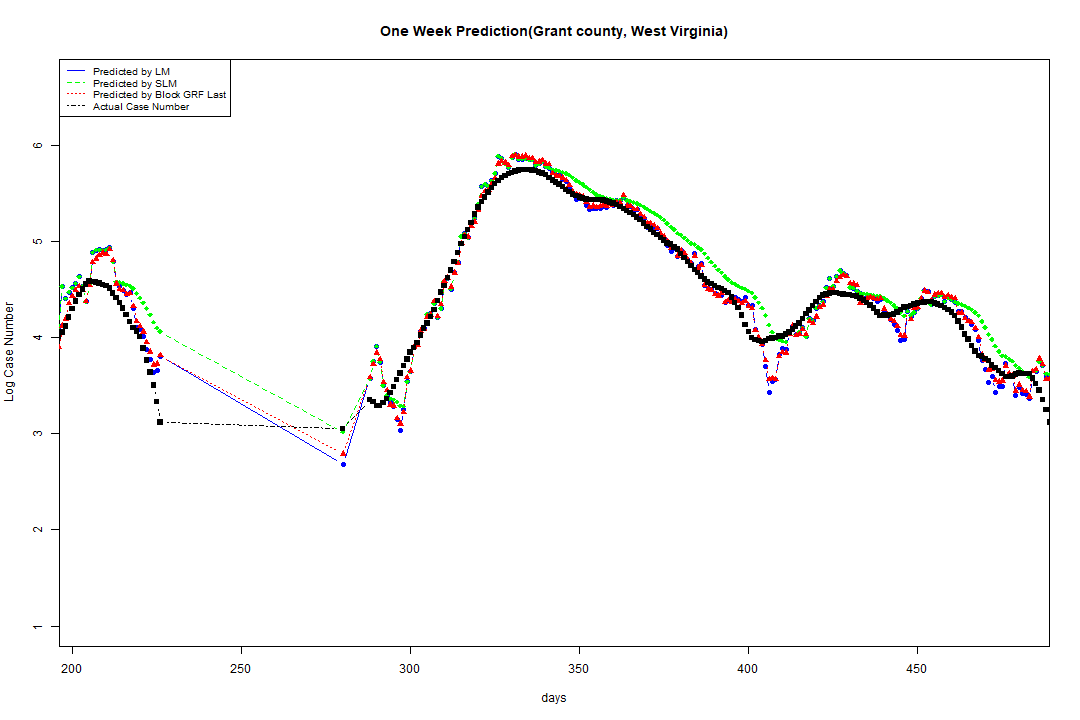 One Week Prediction(Grant county, West Virginia)
Predicted by LM
Predicted by SLM
Predicted by Block GRF Last
Actual Case Number
6
5
4
3
2
1
Log Case Number
200 250 300 350 400 450
days